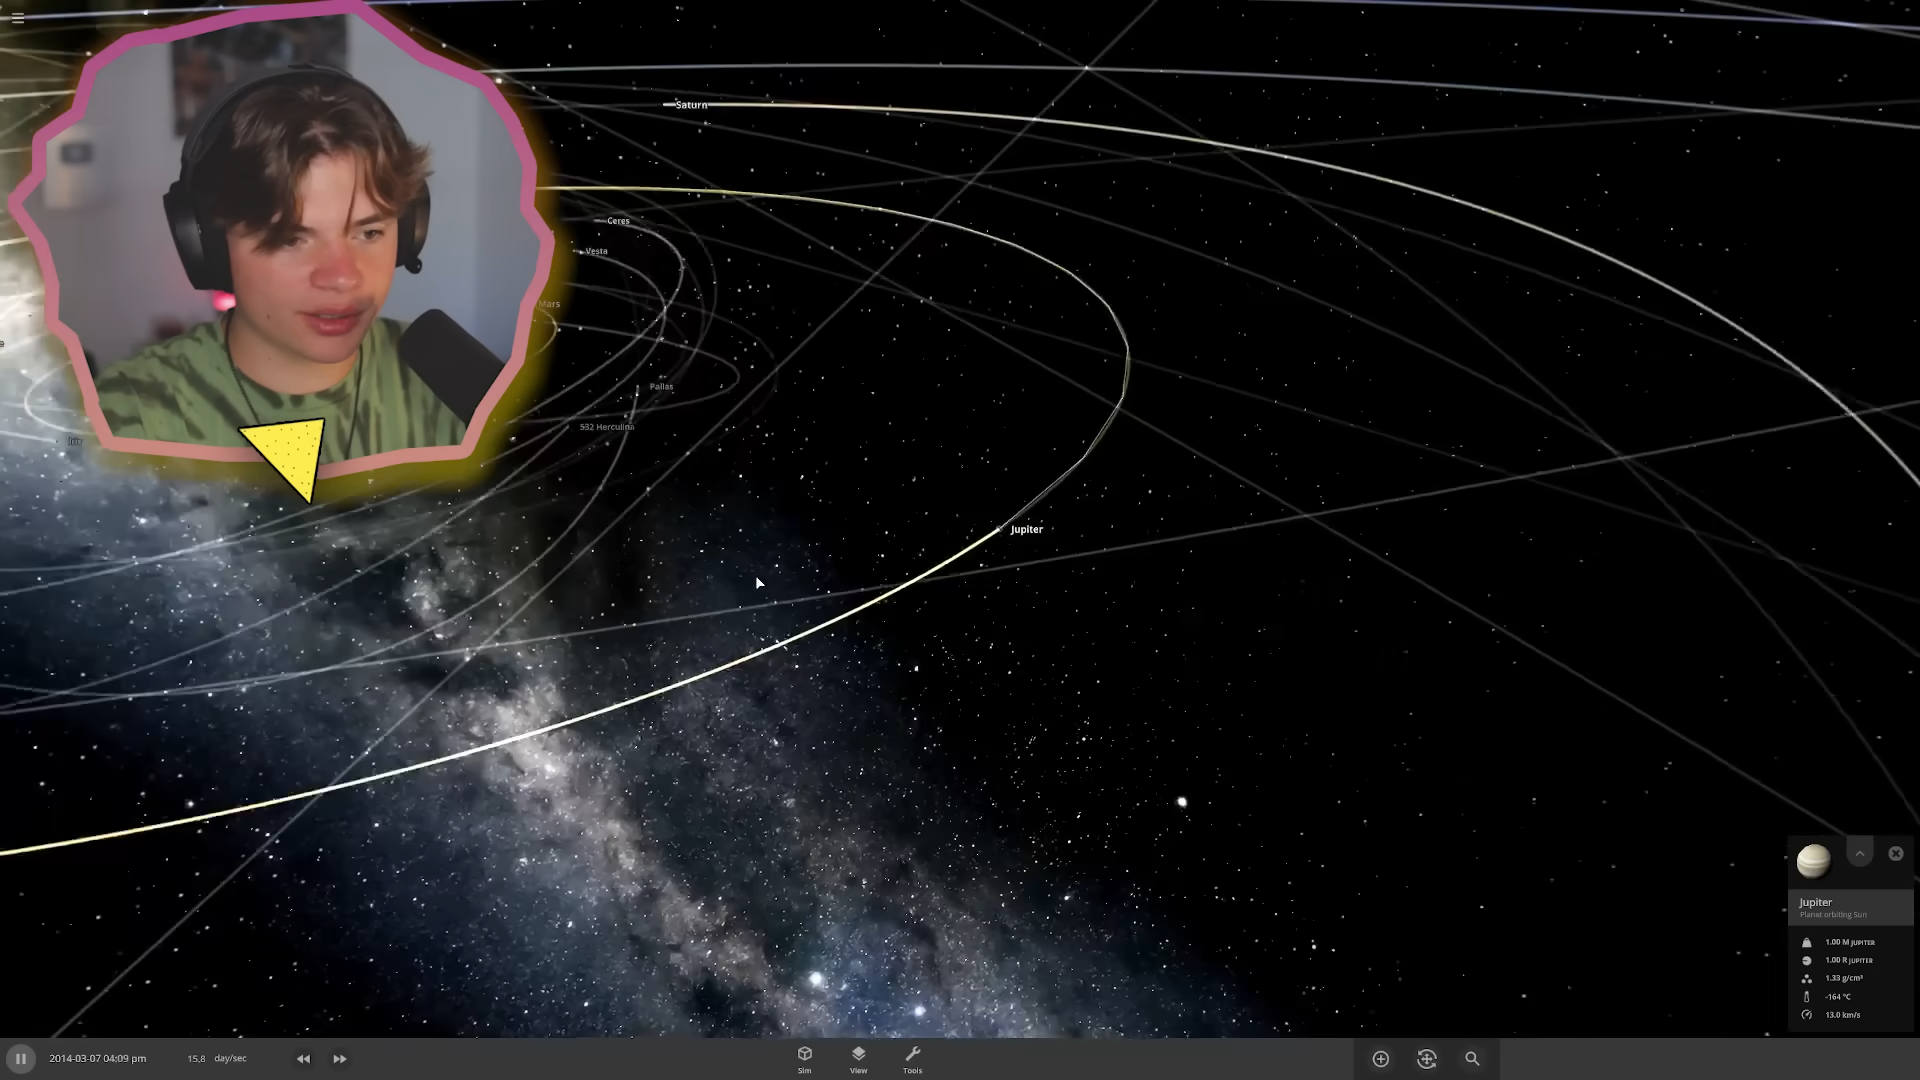 Saturn
Ceres
Vesta
Mars
e
Pallas
532 Herculina
Jupiter
Jupiter
Planet orbiting Sun
1.00 M JUPITER
1.00 R JUPITER
1.33 g/cm³
-164 °C
13.0 km/s
2014-03-07 04:09 pm
15.8 day/sec
Sim
View
Tools